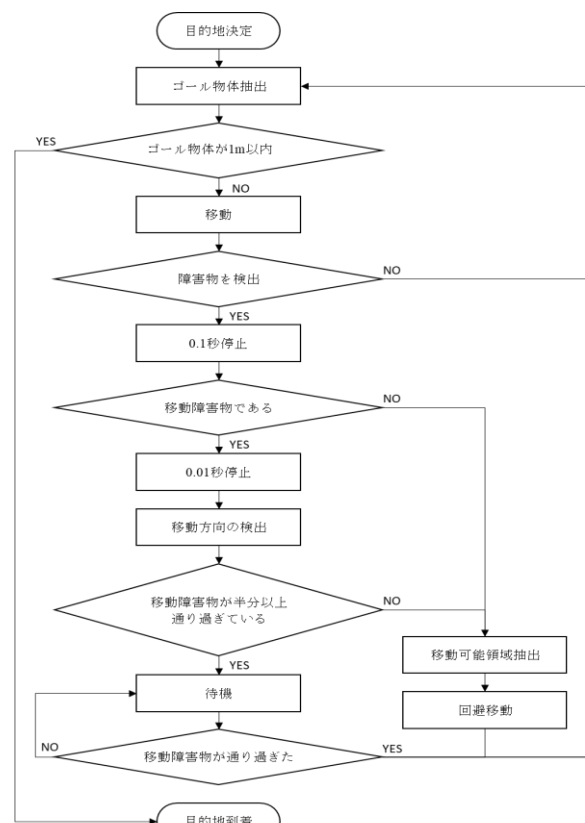 目的地決定
ゴール物体抽出
YES
ゴール物体が1m以内
NO
移動
障害物を検出
NO
YES
0.1秒停止
移動障害物である
NO
YES
0.01秒停止
移動方向の検出
移動障害物が半分以上
通り過ぎている
NO
YES
移動可能領域抽出
待機
回避移動
NO
移動障害物が通り過ぎた
YES
目的地到着